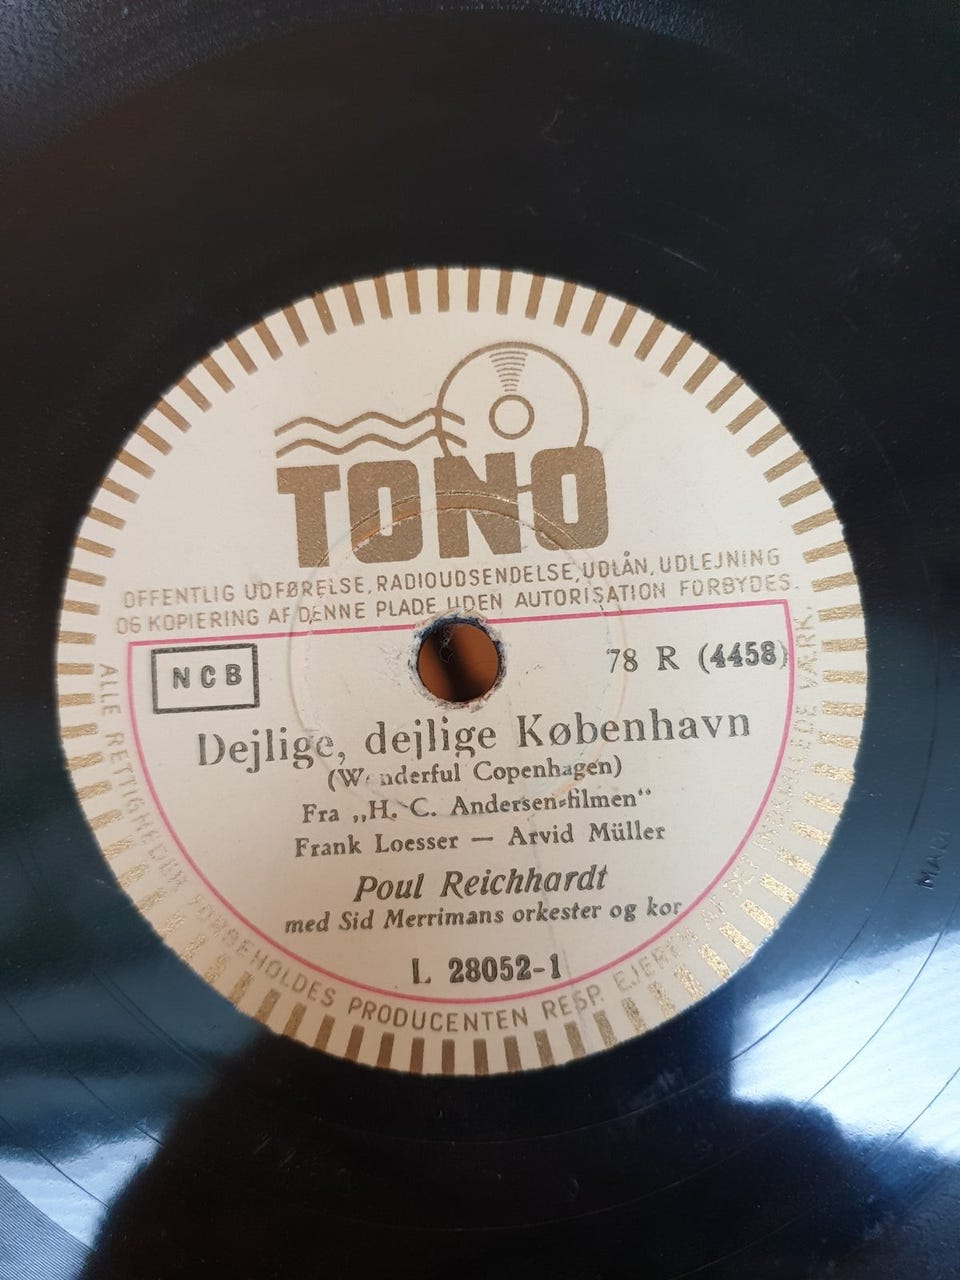 TONO
OFFENTLIG UDFØRELSE, RADIOUDSENDELSE, UDLÅN, UDLEJNING
OG KOPIERING AF DENNE PLADE UDEN AUTORISATION FORBYDES.
NCB
78 R (4458)
Dejlige, dejlige København
(Wonderful Copenhagen)
Fra „H. C. Andersen-filmen“
Frank Loesser — Arvid Müller
Poul Reichhardt
med Sid Merrimans orkester og kor
L 28052-1
ALLE RETTIGHEDER FORBEHOLDES PRODUCENTEN RESP. EJEREN AF DET INDSPILLEDE VÆRK.